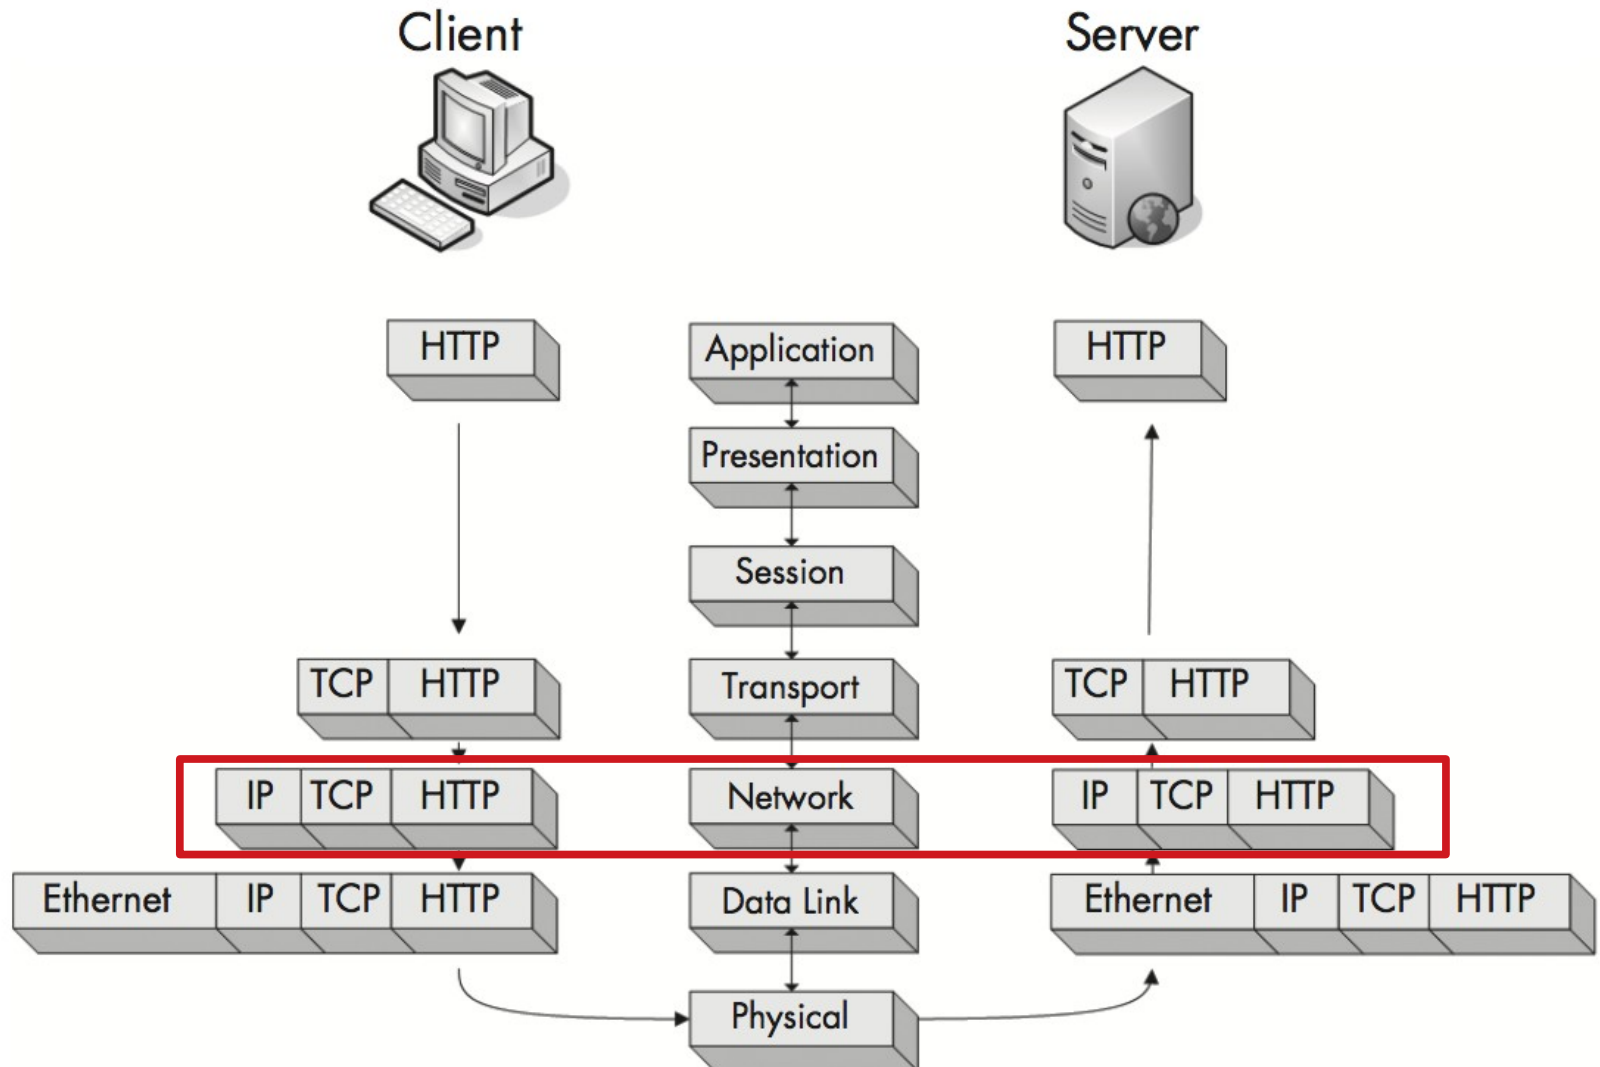 Client Server
HTTP Application HTTP
Presentation
Session
TCP HTTP Transport TCP HTTP
IP TCP HTTP Network IP TCP HTTP
Ethernet IP TCP HTTP Data Link Ethernet IP TCP HTTP
Physical